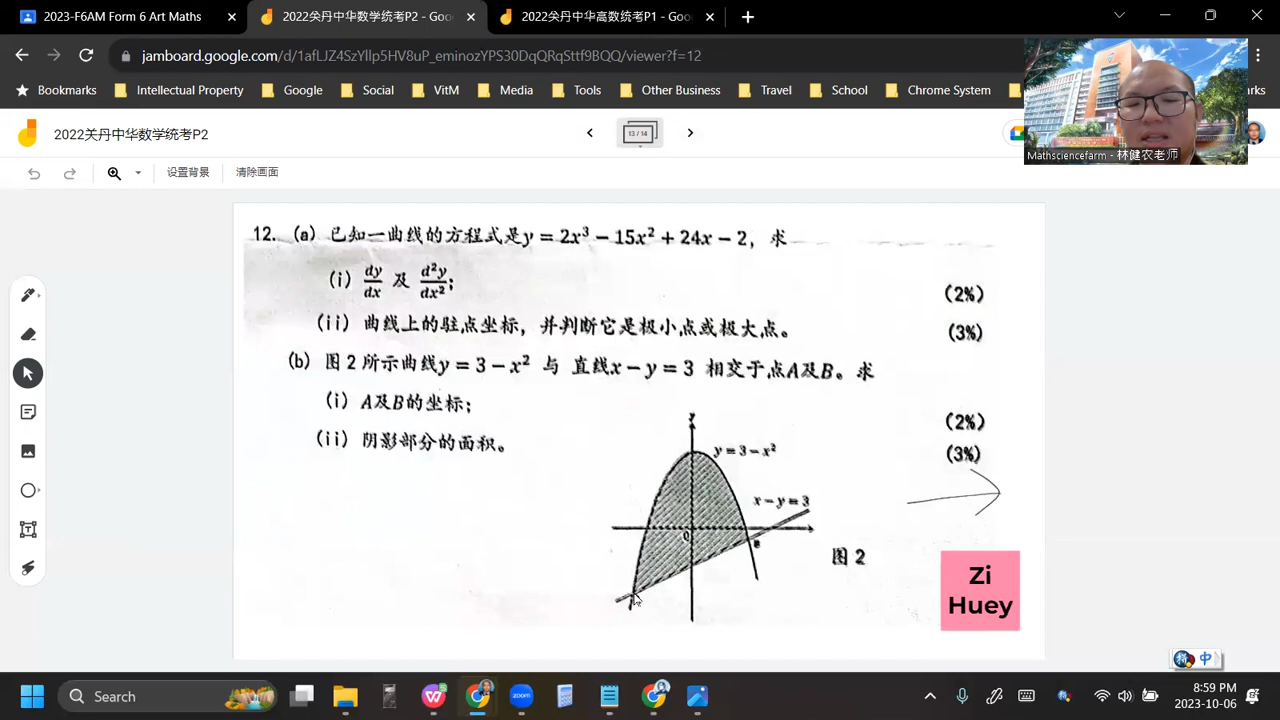 2023-F6AM Form 6 Art Maths
2022关丹中华数学统考P2 - Goo
2022关丹中华高数统考P1 - Goo
jamboard.google.com
Bookmarks
Intellectual Property
Google
Social
VitM
Media
Tools
Other Business
Travel
School
Chrome System
2022关丹中华数学统考P2
13 / 14
Mathsciencefarm - 林健农老师
设置背景
清除画面
12. (a) 已知一曲线的方程式是y = 2x³ − 15x² + 24x − 2, 求
(i) dy/dx 及 d²y/dx²; (2%)
(ii) 曲线上的驻点坐标, 并判断它是极小点或极大点。 (3%)
(b) 图 2 所示曲线y = 3 − x² 与 直线x − y = 3 相交于点A及B。求
(i) A及B的坐标; (2%)
(ii) 阴影部分的面积。 (3%)
y
y = 3 − x²
x − y = 3
0
图 2
Zi
Huey
中
Search
zoom
8:59 PM
2023-10-06